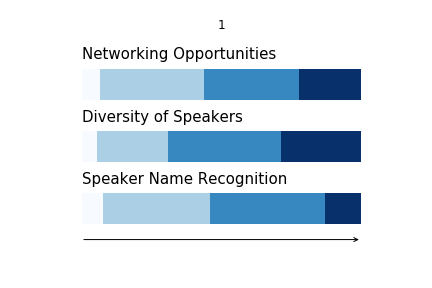 1
Networking Opportunities
Diversity of Speakers
Speaker Name Recognition